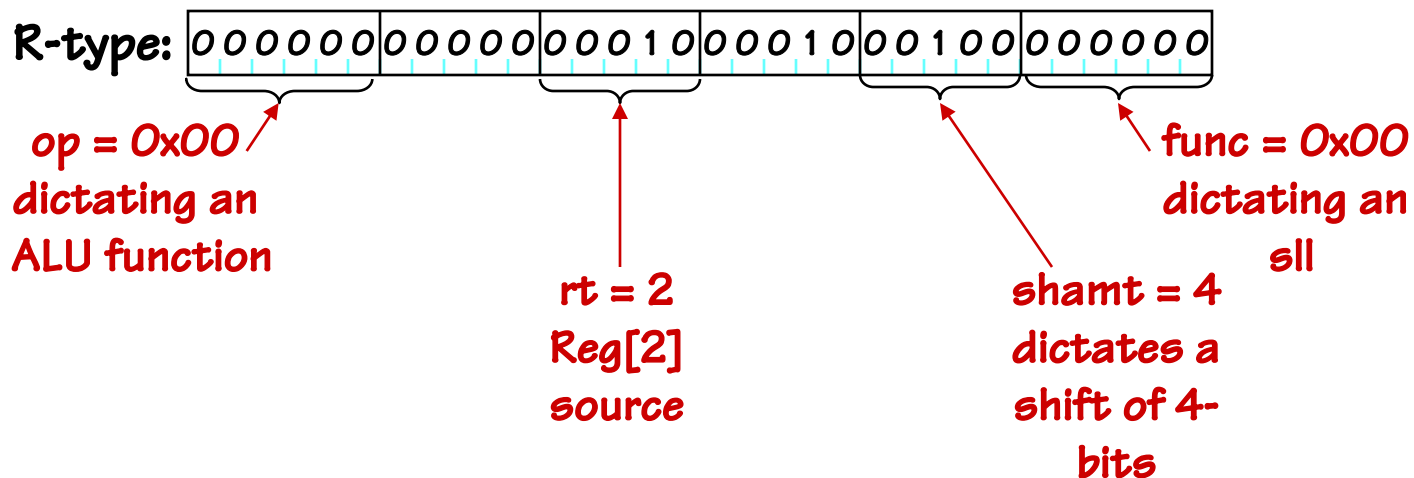 R-type: 000000 00000 00010 00010 00100 000000
op = 0x00
dictating an
ALU function
rt = 2
Reg[2]
source
shamt = 4
dictates a
shift of 4-
bits
func = 0x00
dictating an
sll